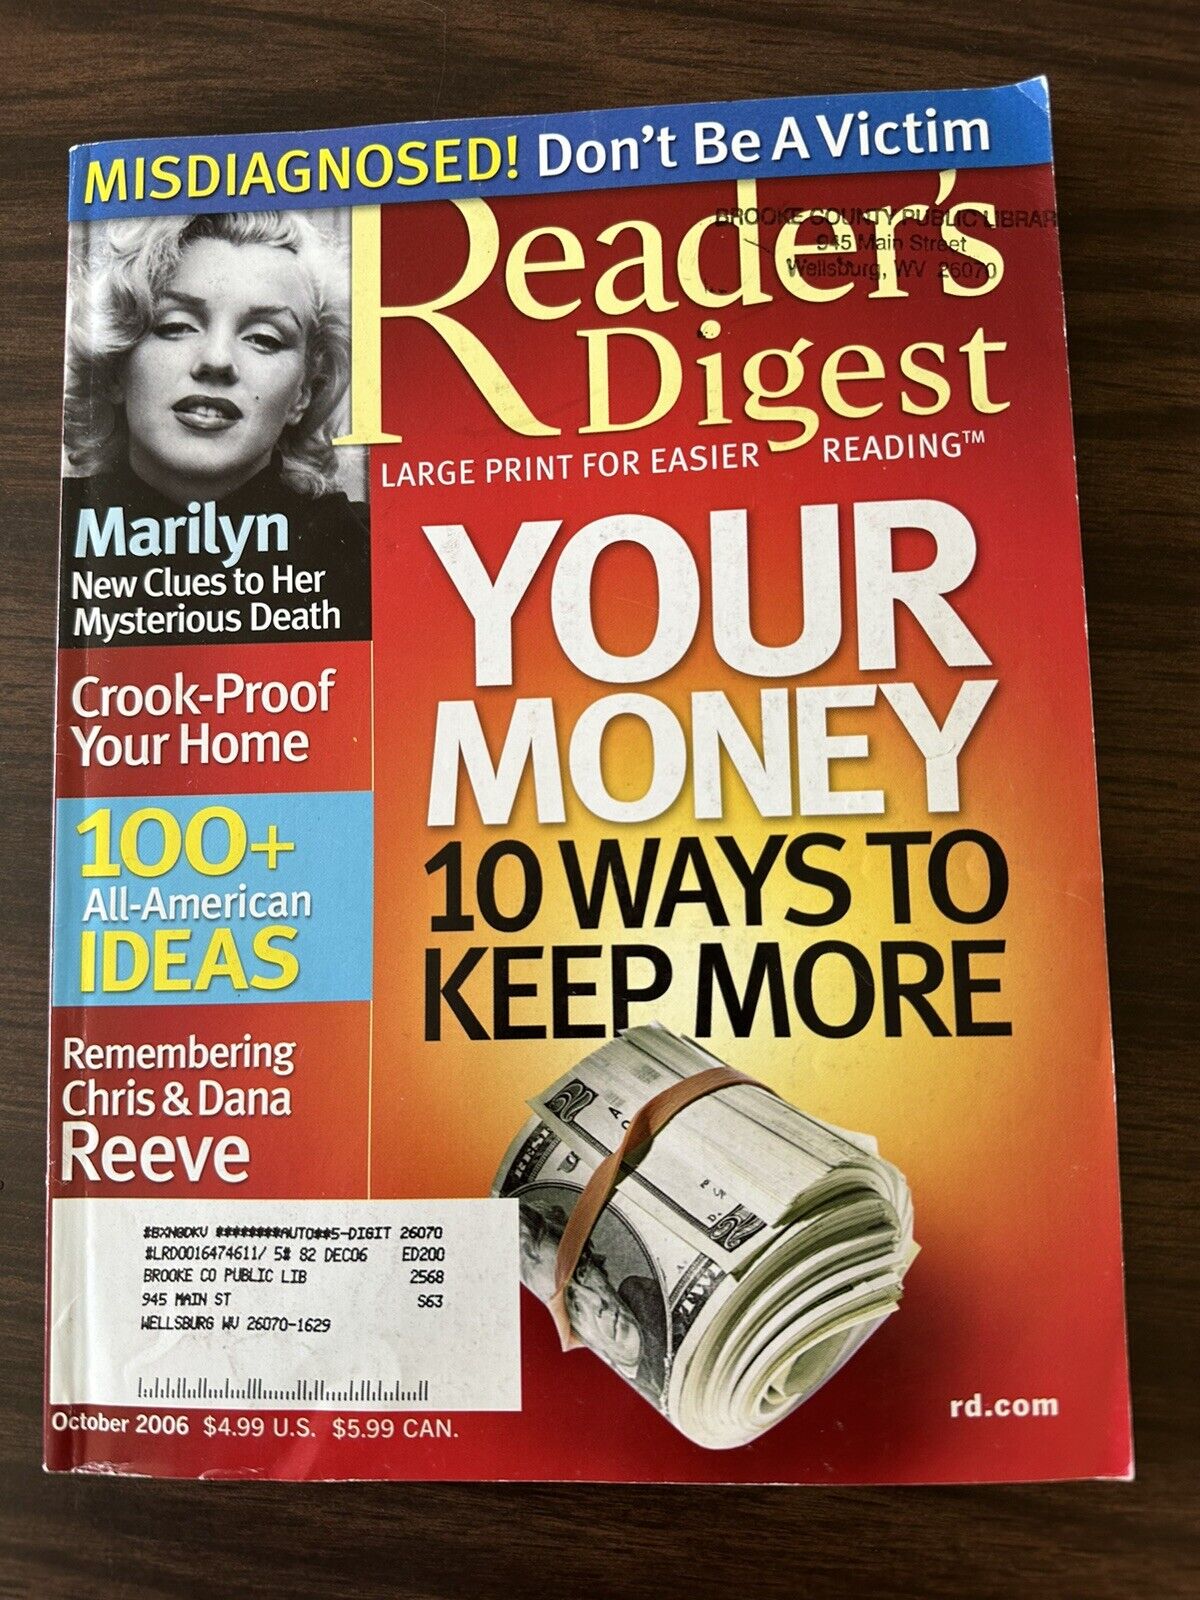 MISDIAGNOSED! Don't Be A Victim
Reader's
Digest
BROOKE COUNTY PUBLIC LIBRAR
945 Main Street
Wellsburg, WV 26070
LARGE PRINT FOR EASIER READING™
Marilyn
New Clues to Her
Mysterious Death
Crook-Proof
Your Home
100+
All-American
IDEAS
Remembering
Chris & Dana
Reeve
YOUR
MONEY
10 WAYS TO
KEEP MORE
#BXNGDKV ********AUTO**5-DIGIT 26070
#LRD0016474611/ 5# 82 DEC06 ED200
BROOKE CO PUBLIC LIB 2568
945 MAIN ST S63
WELLSBURG WV 26070-1629
October 2006 $4.99 U.S. $5.99 CAN.
rd.com